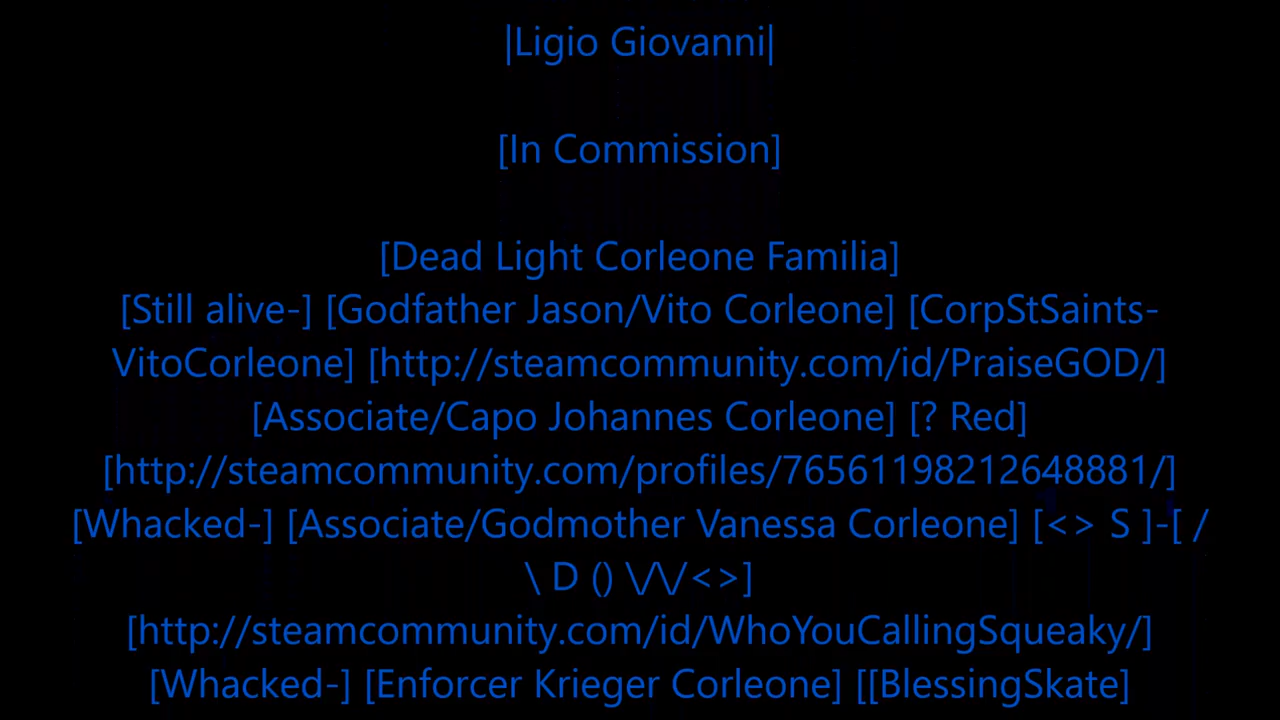 |Ligio Giovanni|
[In Commission]
[Dead Light Corleone Familia]
[Still alive-] [Godfather Jason/Vito Corleone] [CorpStSaints-
VitoCorleone] [http://steamcommunity.com/id/PraiseGOD/]
[Associate/Capo Johannes Corleone] [? Red]
[http://steamcommunity.com/profiles/76561198212648881/]
[Whacked-] [Associate/Godmother Vanessa Corleone] [<> S ]-[ /
\ D () \/\/<>]
[http://steamcommunity.com/id/WhoYouCallingSqueaky/]
[Whacked-] [Enforcer Krieger Corleone] [[BlessingSkate]